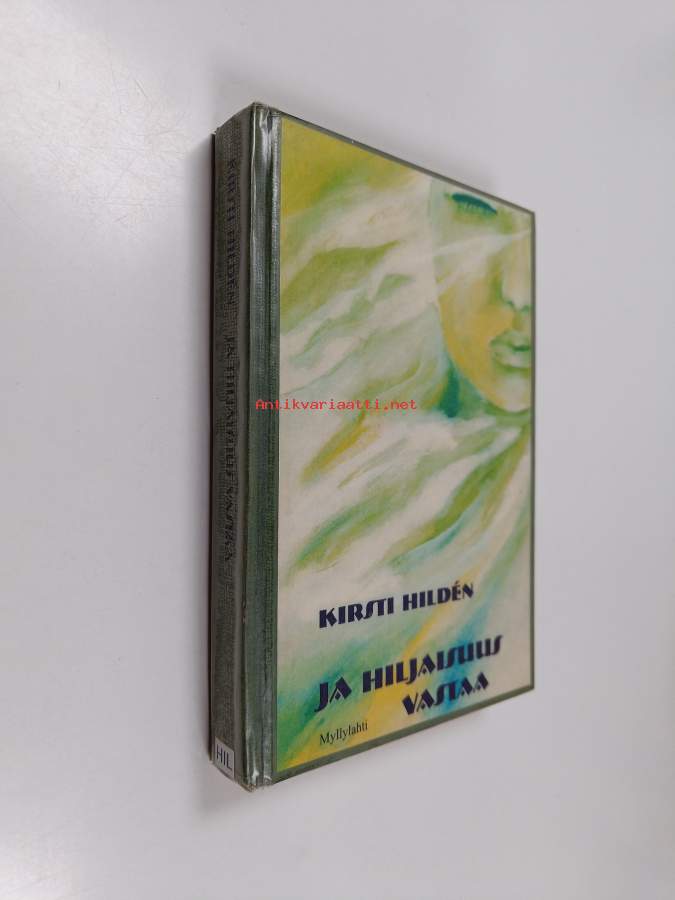 KIRSTI HILDÉN JA HILJAISUUS VASTAA
HIL
Antikvariaatti.net
KIRSTI HILDÉN
JA HILJAISUUS
VASTAA
Myllylahti